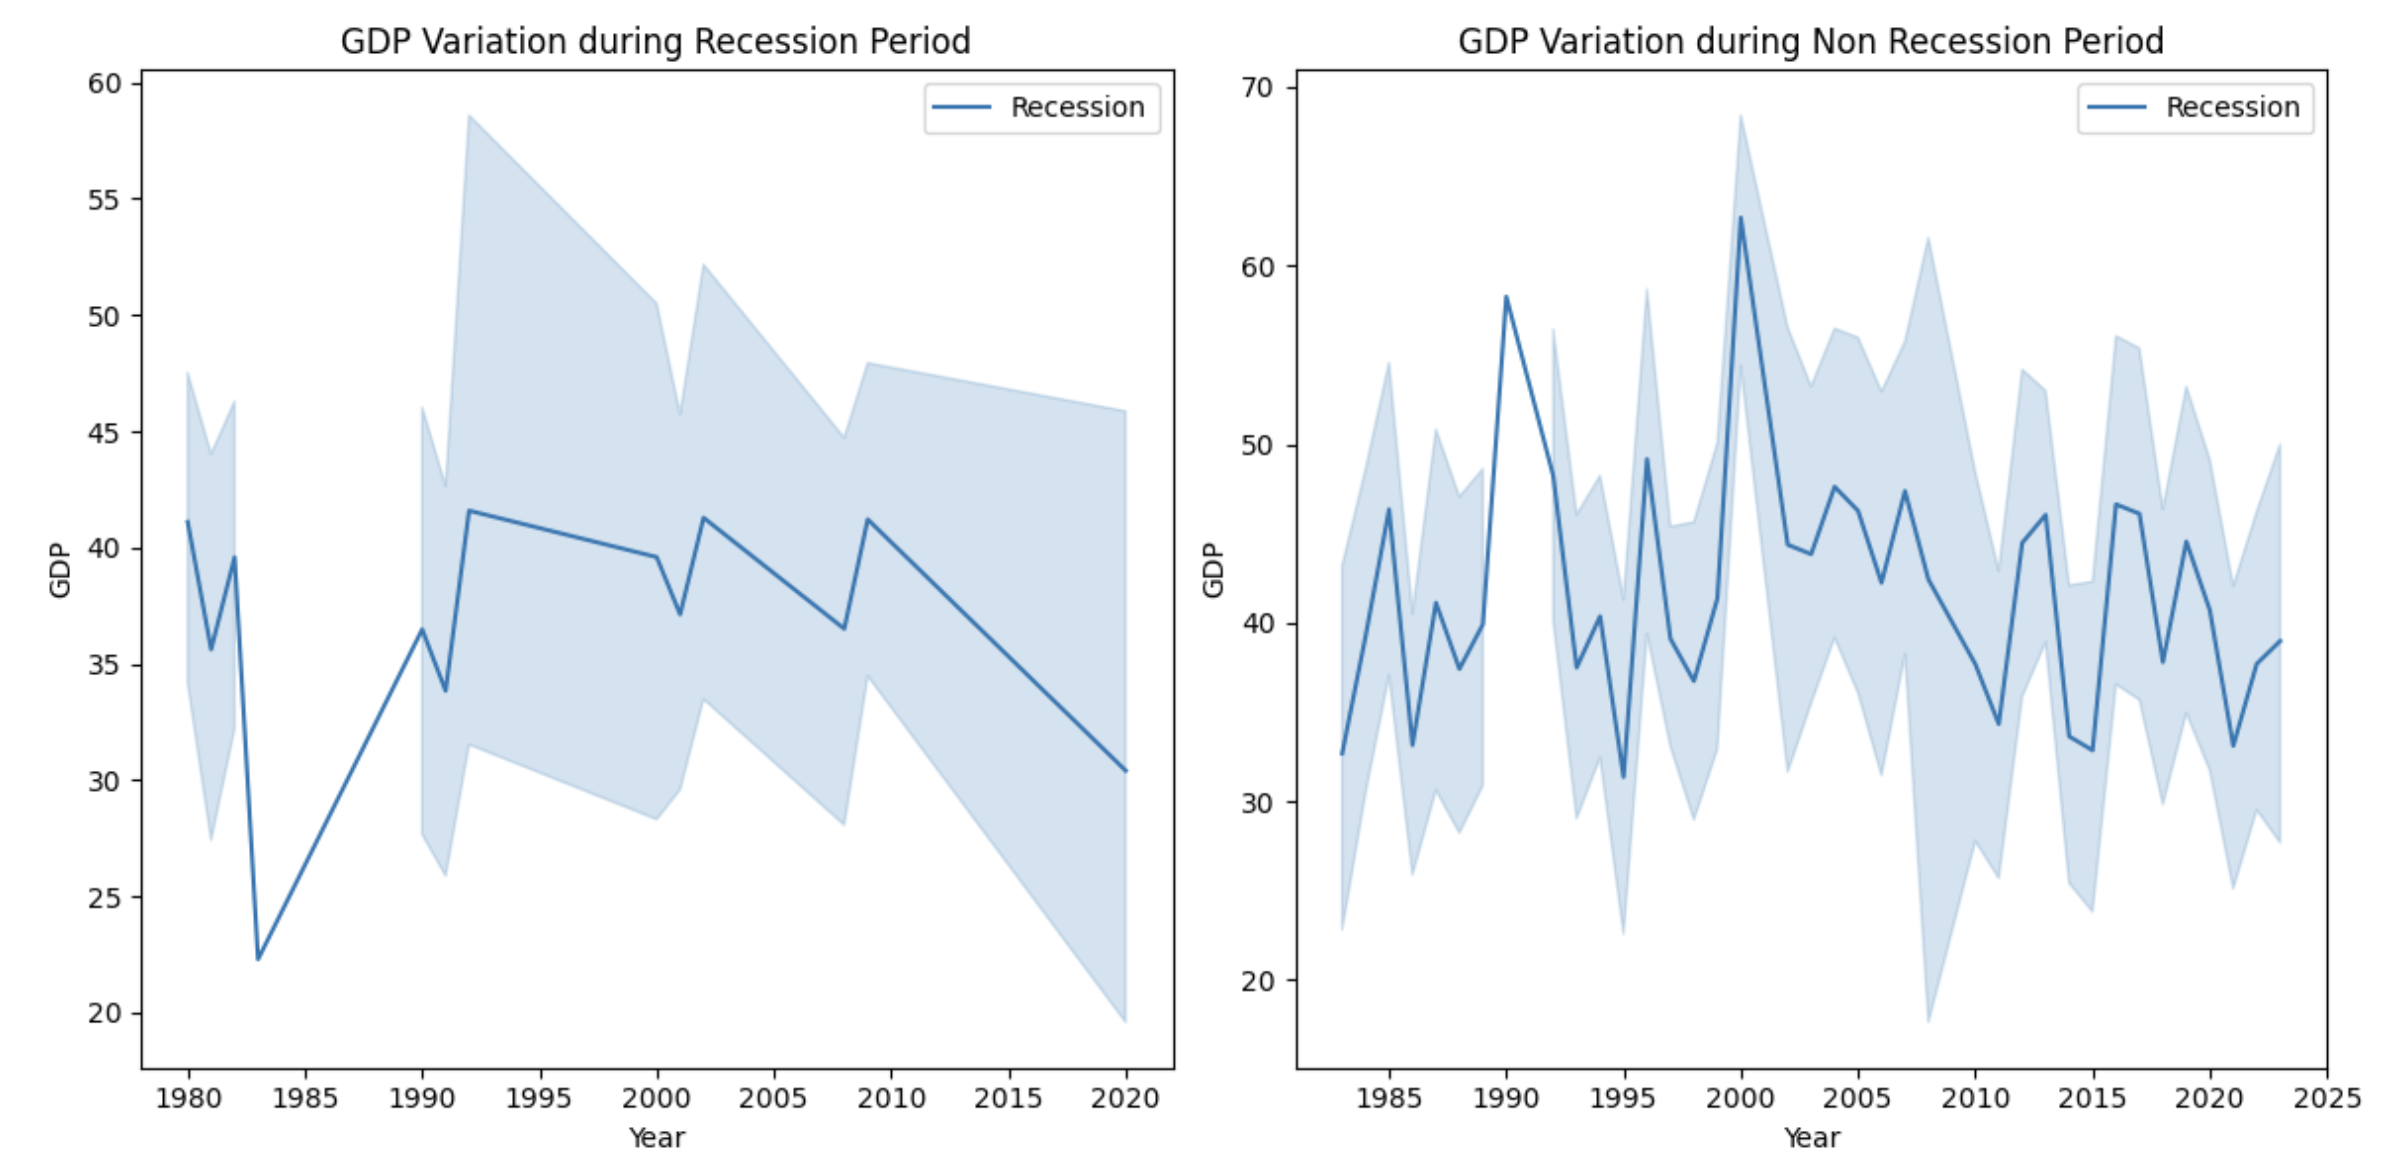 GDP Variation during Recession Period
Recession
60
55
50
45
40
35
30
25
20
GDP
1980 1985 1990 1995 2000 2005 2010 2015 2020
Year
GDP Variation during Non Recession Period
Recession
70
60
50
40
30
20
GDP
1985 1990 1995 2000 2005 2010 2015 2020 2025
Year